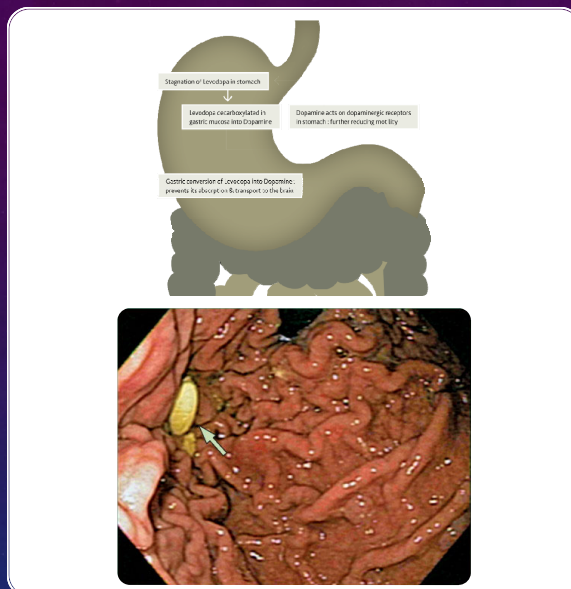 Stagnation of Levodopa in stomach
Levodopa decarboxylated in
gastric mucosa into Dopamine
Dopamine acts on dopaminergic receptors
in stomach ; further reducing motility
Gastric conversion of Levodopa into Dopamine ;
prevents its absorption & transport to the brain